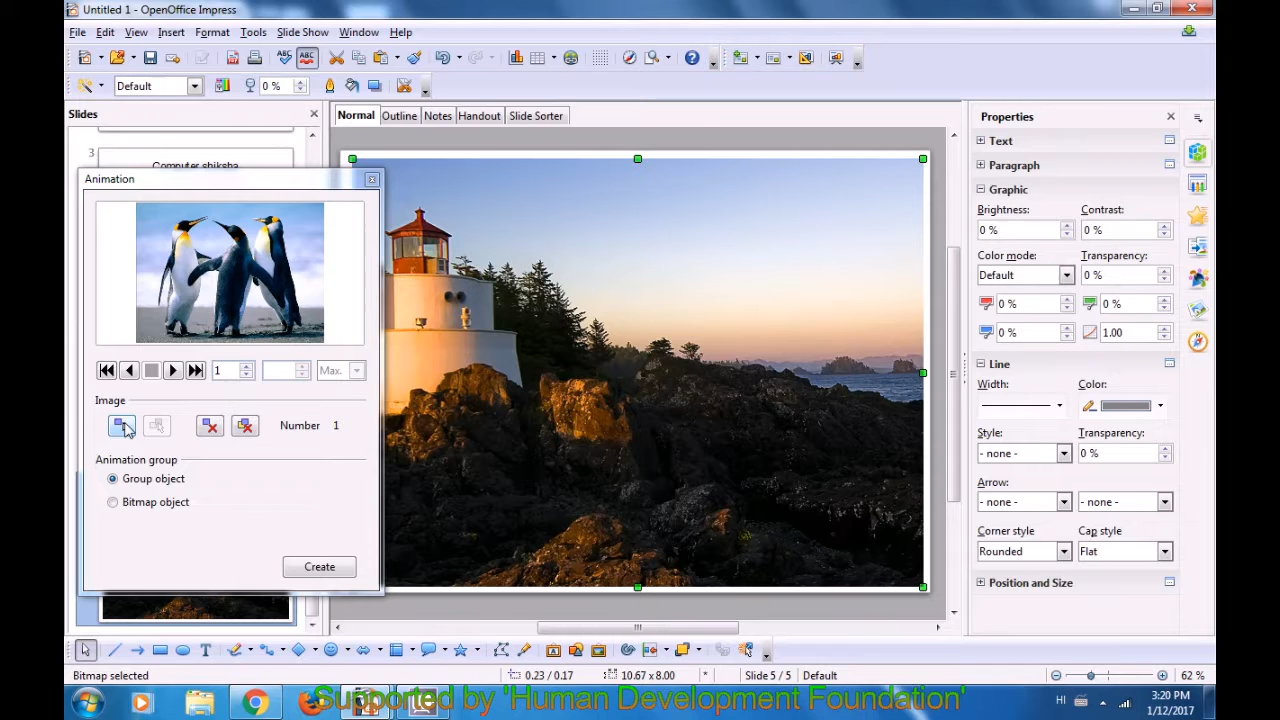 Untitled 1 - OpenOffice Impress
File Edit View Insert Format Tools Slide Show Window Help
Default 0 %
Slides
Normal Outline Notes Handout Slide Sorter
Properties
3
Computer shiksha
Animation
1 Max.
Image
Number 1
Animation group
Group object
Bitmap object
Create
Text
Paragraph
Graphic
Brightness: Contrast:
0 % 0 %
Color mode: Transparency:
Default 0 %
0 % 0 %
0 % 1.00
Line
Width: Color:
Style: Transparency:
- none - 0 %
Arrow:
- none - - none -
Corner style Cap style
Rounded Flat
Position and Size
Bitmap selected 0.23 / 0.17 10.67 x 8.00 * Slide 5 / 5 Default 62 %
Supported by 'Human Development Foundation'
HI
3:20 PM
1/12/2017